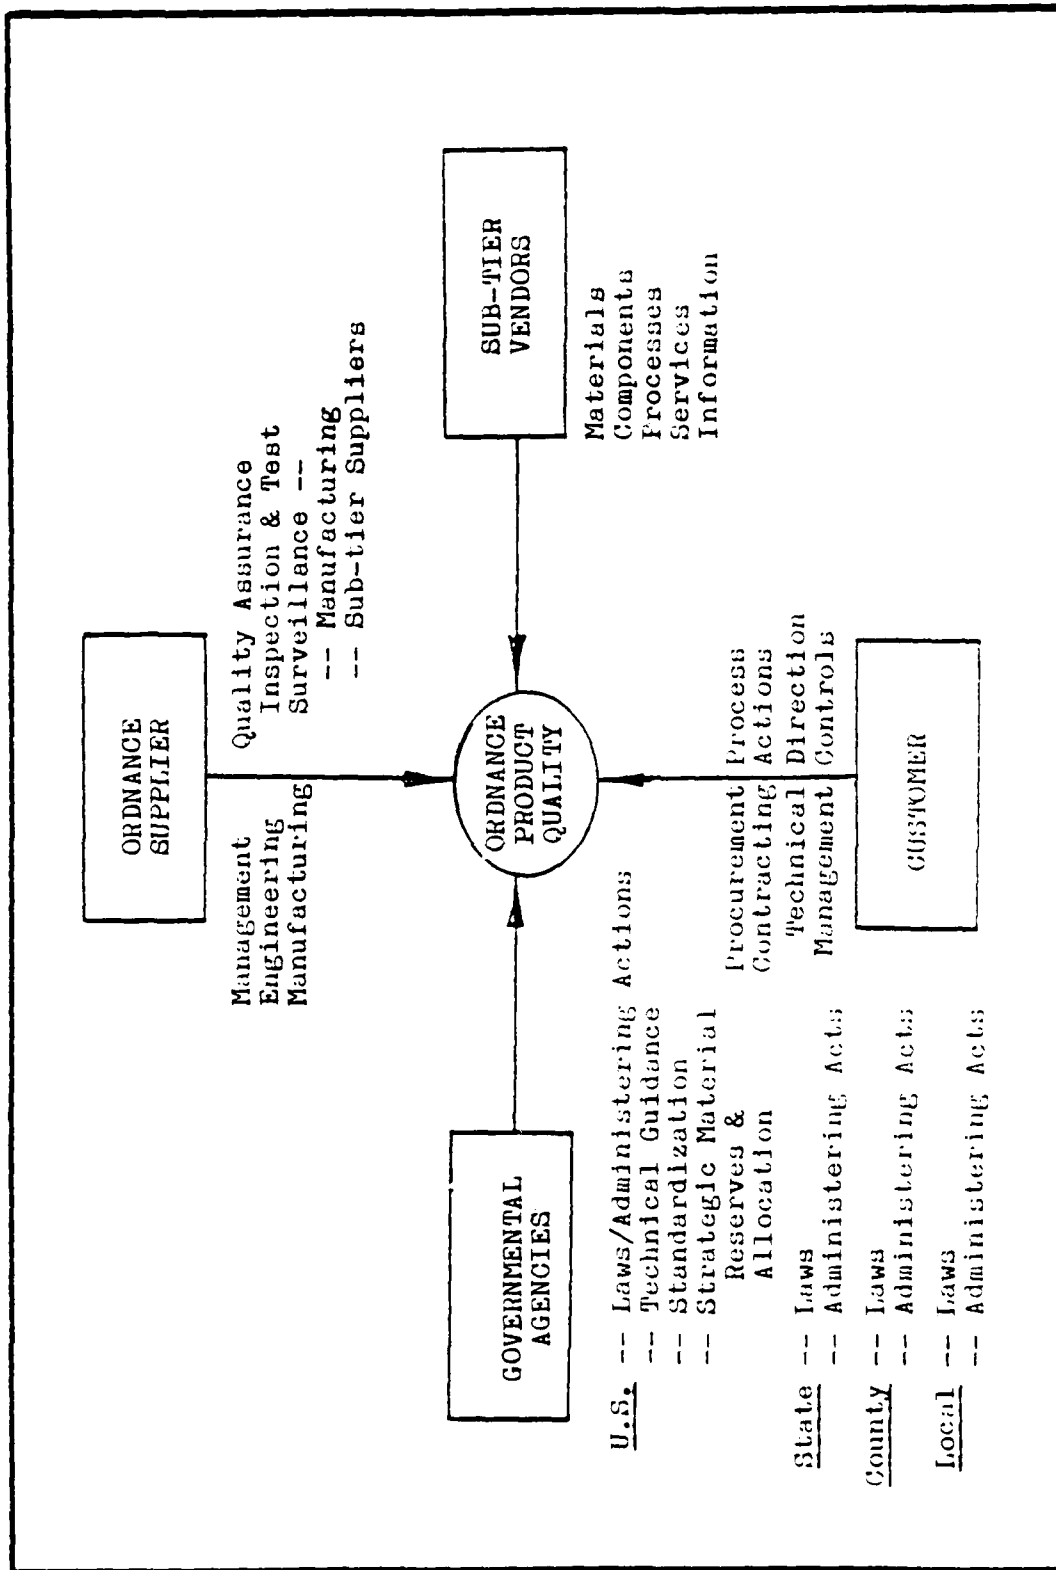 ORDNANCE
SUPPLIER
Management
Engineering
Manufacturing
Quality Assurance
Inspection & Test
Surveillance --
-- Manufacturing
-- Sub-tier Suppliers
GOVERNMENTAL
AGENCIES
ORDNANCE
PRODUCT
QUALITY
SUB-TIER
VENDORS
U.S. -- Laws/Administering Actions
-- Technical Guidance
-- Standardization
-- Strategic Material
Reserves &
Allocation
State -- Laws
-- Administering Acts
County -- Laws
-- Administering Acts
Local -- Laws
-- Administering Acts
Materials
Components
Processes
Services
Information
Procurement Process
Contracting Actions
Technical Direction
Management Controls
CUSTOMER